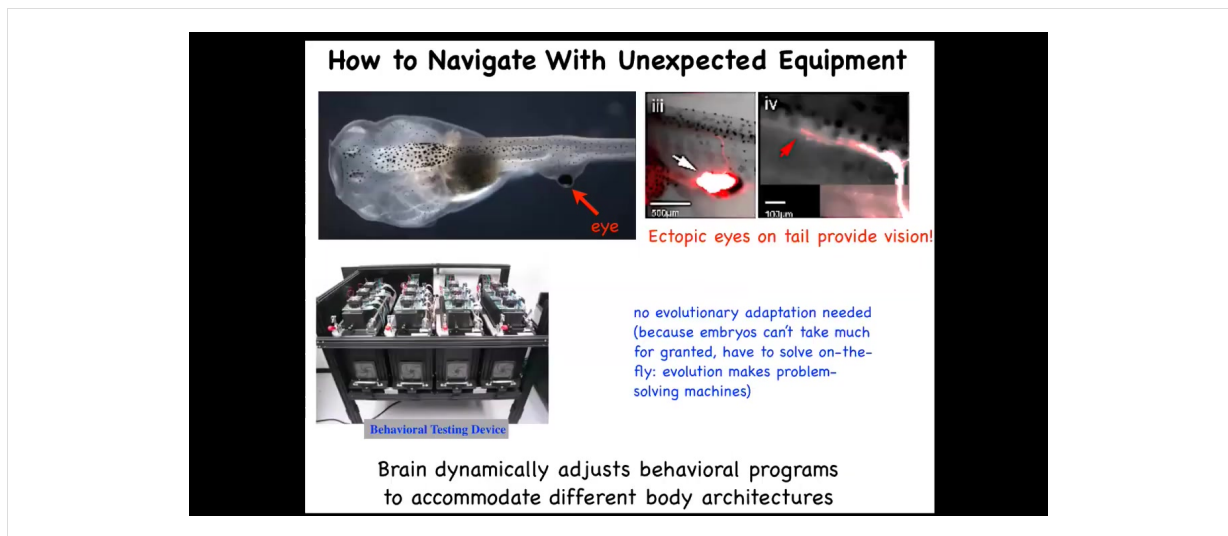 How to Navigate With Unexpected Equipment
iii
iv
eye
500µm
100µm
Ectopic eyes on tail provide vision!
no evolutionary adaptation needed
(because embryos can't take much
for granted, have to solve on-the-
fly: evolution makes problem-
solving machines)
Behavioral Testing Device
Brain dynamically adjusts behavioral programs
to accommodate different body architectures